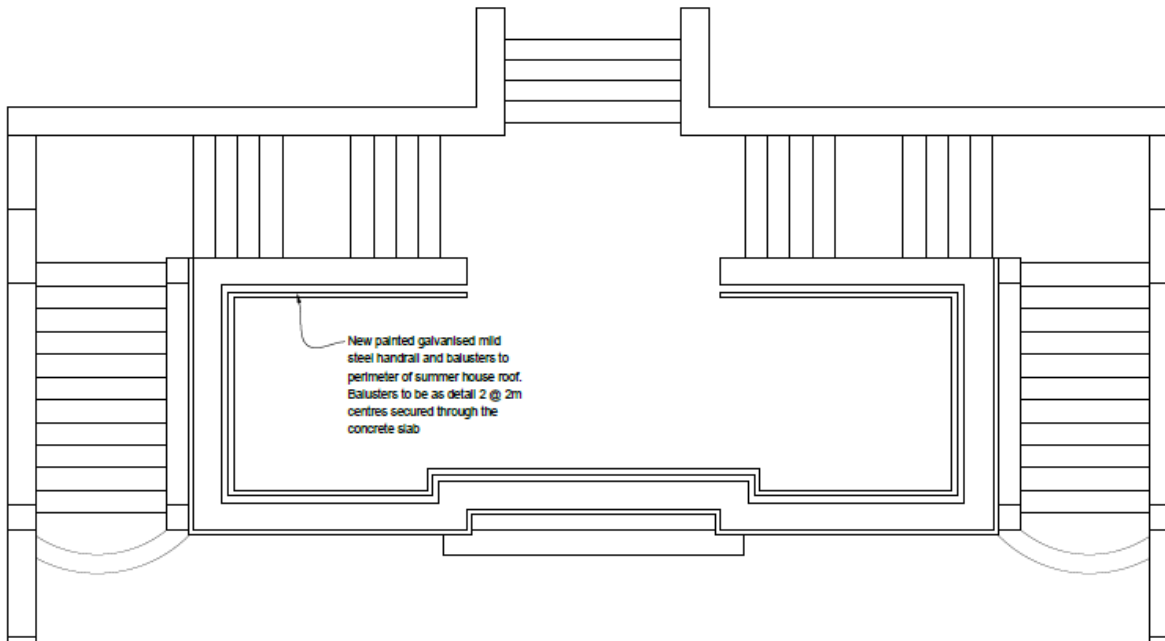 New painted galvanised mild
steel handrail and balusters to
perimeter of summer house roof.
Balusters to be as detail 2 @ 2m
centres secured through the
concrete slab